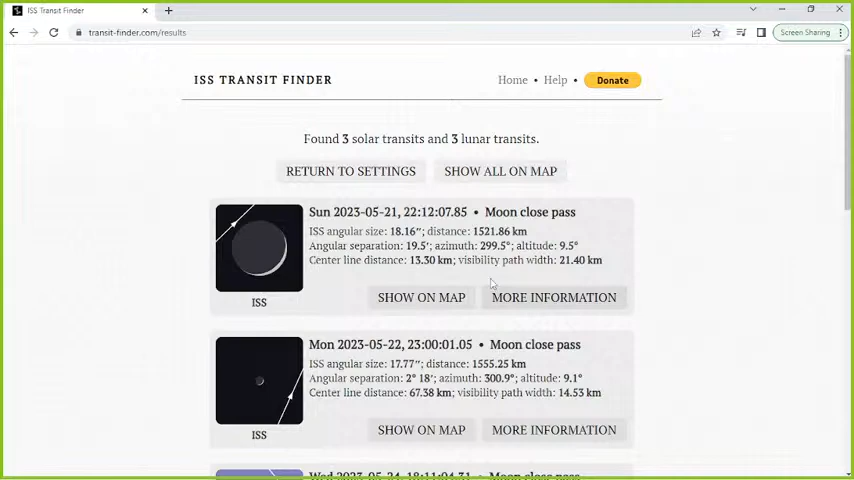 ISS Transit Finder
transit-finder.com/results
Screen Sharing
ISS TRANSIT FINDER
Home • Help • Donate
Found 3 solar transits and 3 lunar transits.
RETURN TO SETTINGS
SHOW ALL ON MAP
Sun 2023-05-21, 22:12:07.85 • Moon close pass
ISS angular size: 18.16″; distance: 1521.86 km
Angular separation: 19.5′; azimuth: 299.5°; altitude: 9.5°
Center line distance: 13.30 km; visibility path width: 21.40 km
ISS
SHOW ON MAP
MORE INFORMATION
Mon 2023-05-22, 23:00:01.05 • Moon close pass
ISS angular size: 17.77″; distance: 1555.25 km
Angular separation: 2° 18′; azimuth: 300.9°; altitude: 9.1°
Center line distance: 67.38 km; visibility path width: 14.53 km
ISS
SHOW ON MAP
MORE INFORMATION
Wed 2023-05-24, 18:11:04.31 • Moon close pass